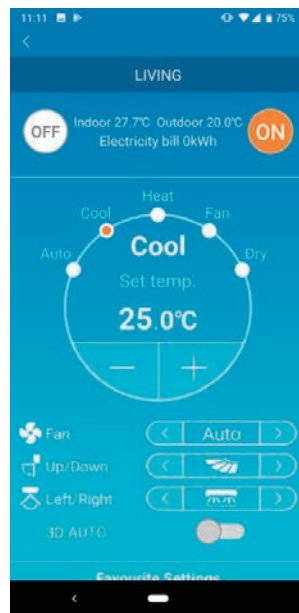 11:11 75%
LIVING
OFF Indoor 27.7℃ Outdoor 20.0℃ ON
Electricity bill 0kWh
Heat
Cool Fan
Auto Cool Dry
Set temp.
25.0℃
Fan Auto
Up/Down
Left/Right
3D AUTO
Favourite Settings